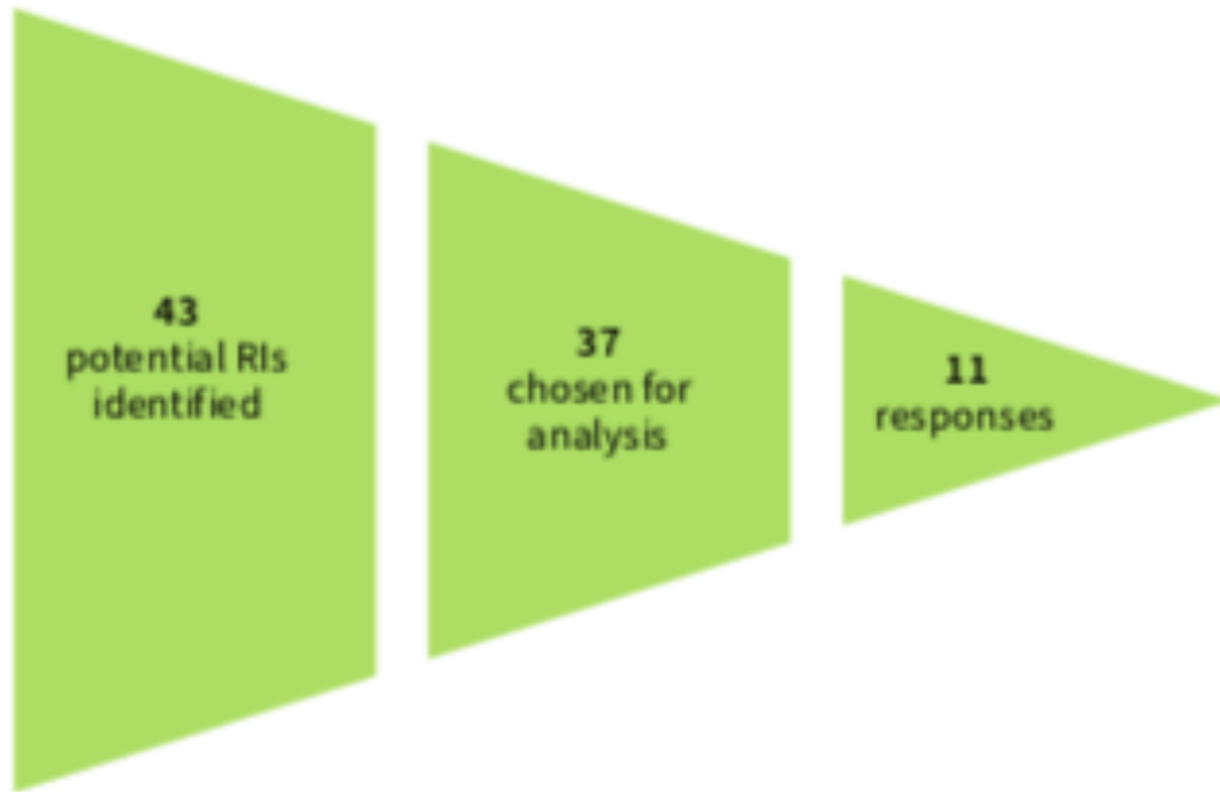 43
potential RIs
identified
37
chosen for
analysis
11
responses